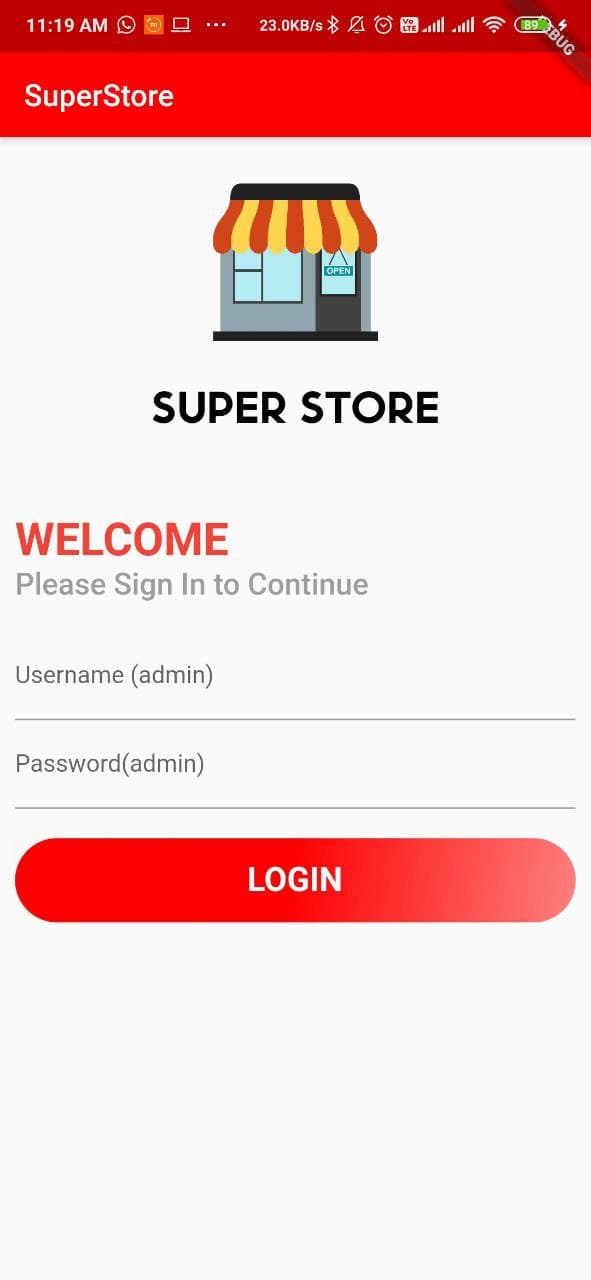 11:19 AM ... 23.0KB/s Vo LTE 89
SuperStore
OPEN
SUPER STORE
WELCOME
Please Sign In to Continue
Username (admin)
Password(admin)
LOGIN